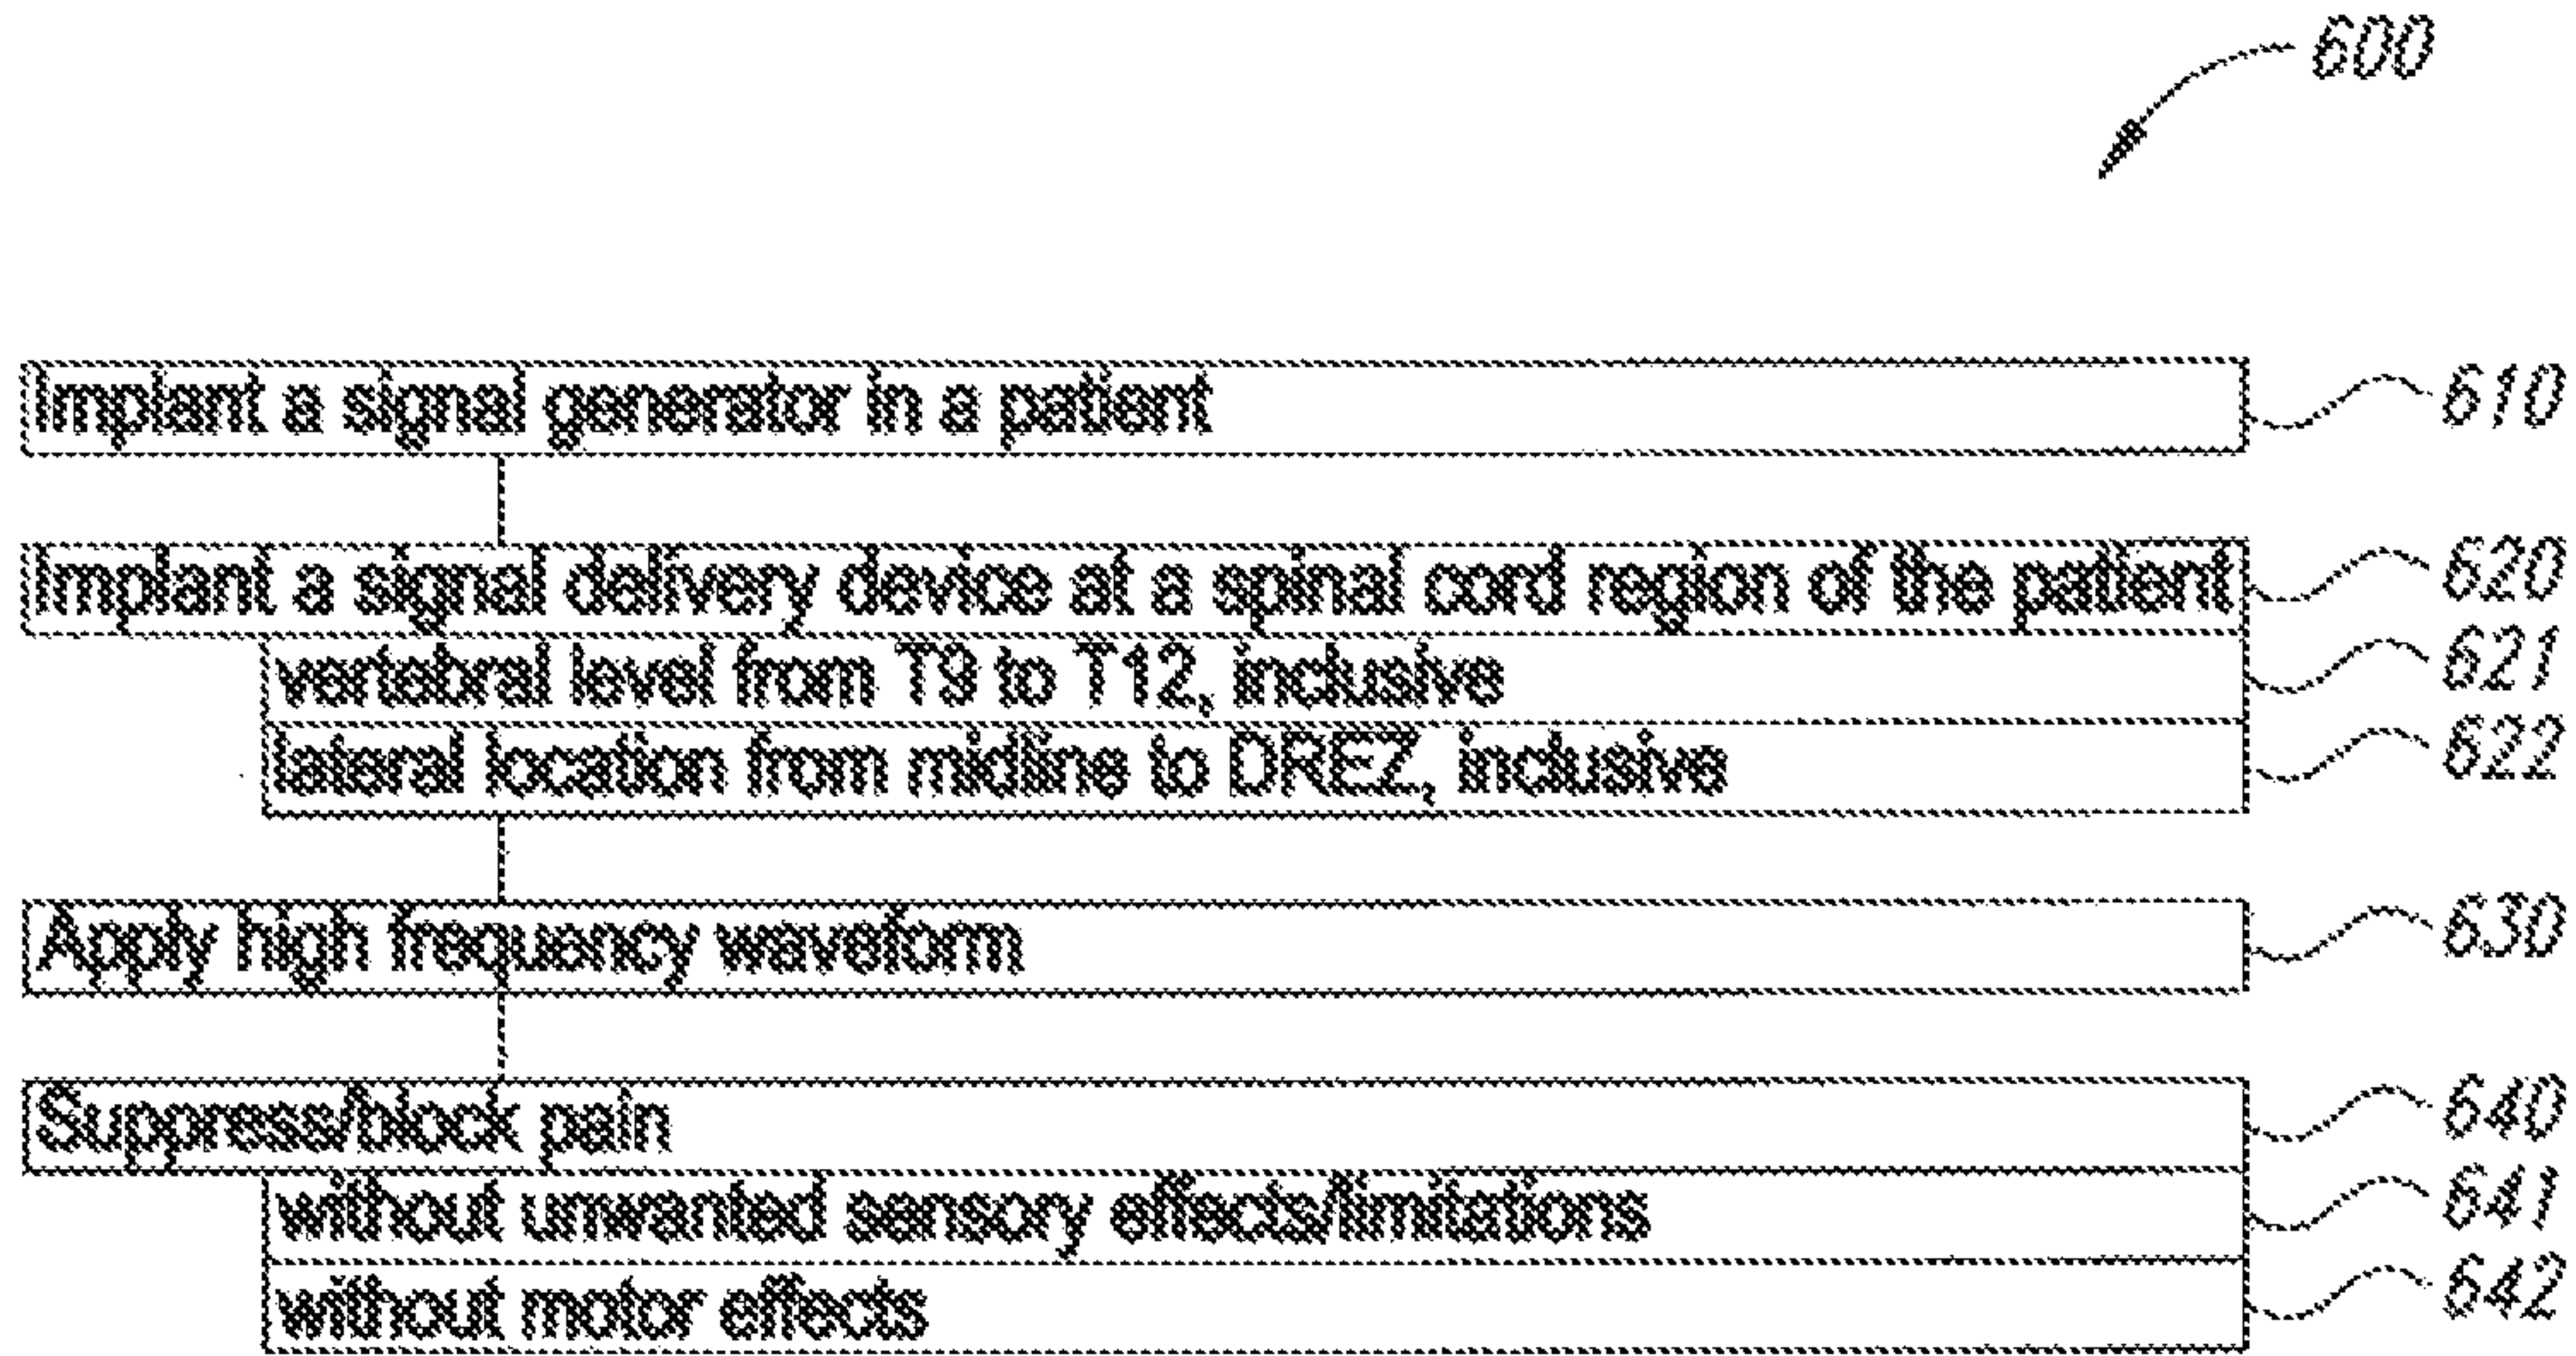 600
Implant a signal generator in a patient 610
Implant a signal delivery device at a spinal cord region of the patient 620
vertebral level from T9 to T12, inclusive 621
lateral location from midline to DREZ, inclusive 622
Apply high frequency waveform 630
Suppress/block pain 640
without unwanted sensory effects/limitations 641
without motor effects 642